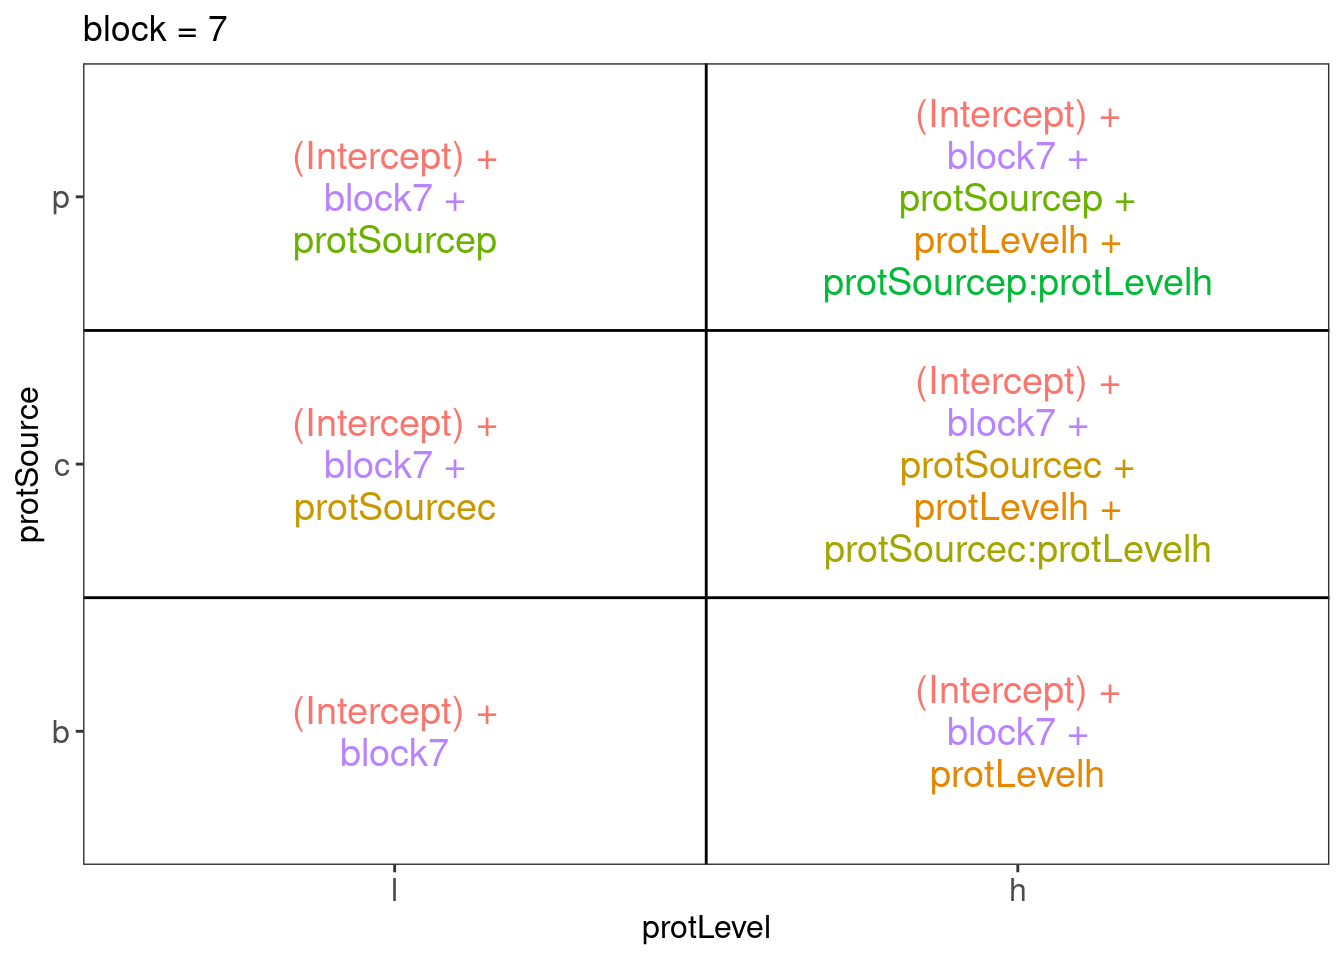 block = 7
p
(Intercept) +
block7 +
protSourcep
(Intercept) +
block7 +
protSourcep +
protLevelh +
protSourcep:protLevelh
protSource
c
(Intercept) +
block7 +
protSourcec
(Intercept) +
block7 +
protSourcec +
protLevelh +
protSourcec:protLevelh
b
(Intercept) +
block7
(Intercept) +
block7 +
protLevelh
l
h
protLevel